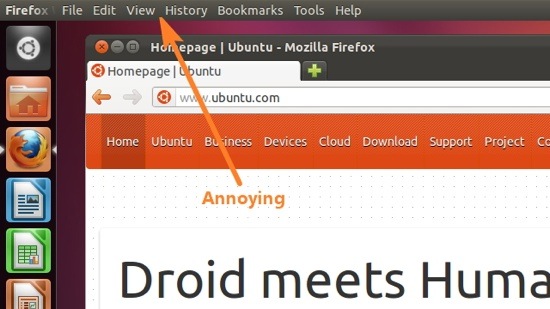 Firefox File Edit View History Bookmarks Tools Help
Homepage | Ubuntu - Mozilla Firefox
Homepage | Ubuntu
www.ubuntu.com
Home Ubuntu Business Devices Cloud Download Support Project Co
Annoying
Droid meets Huma